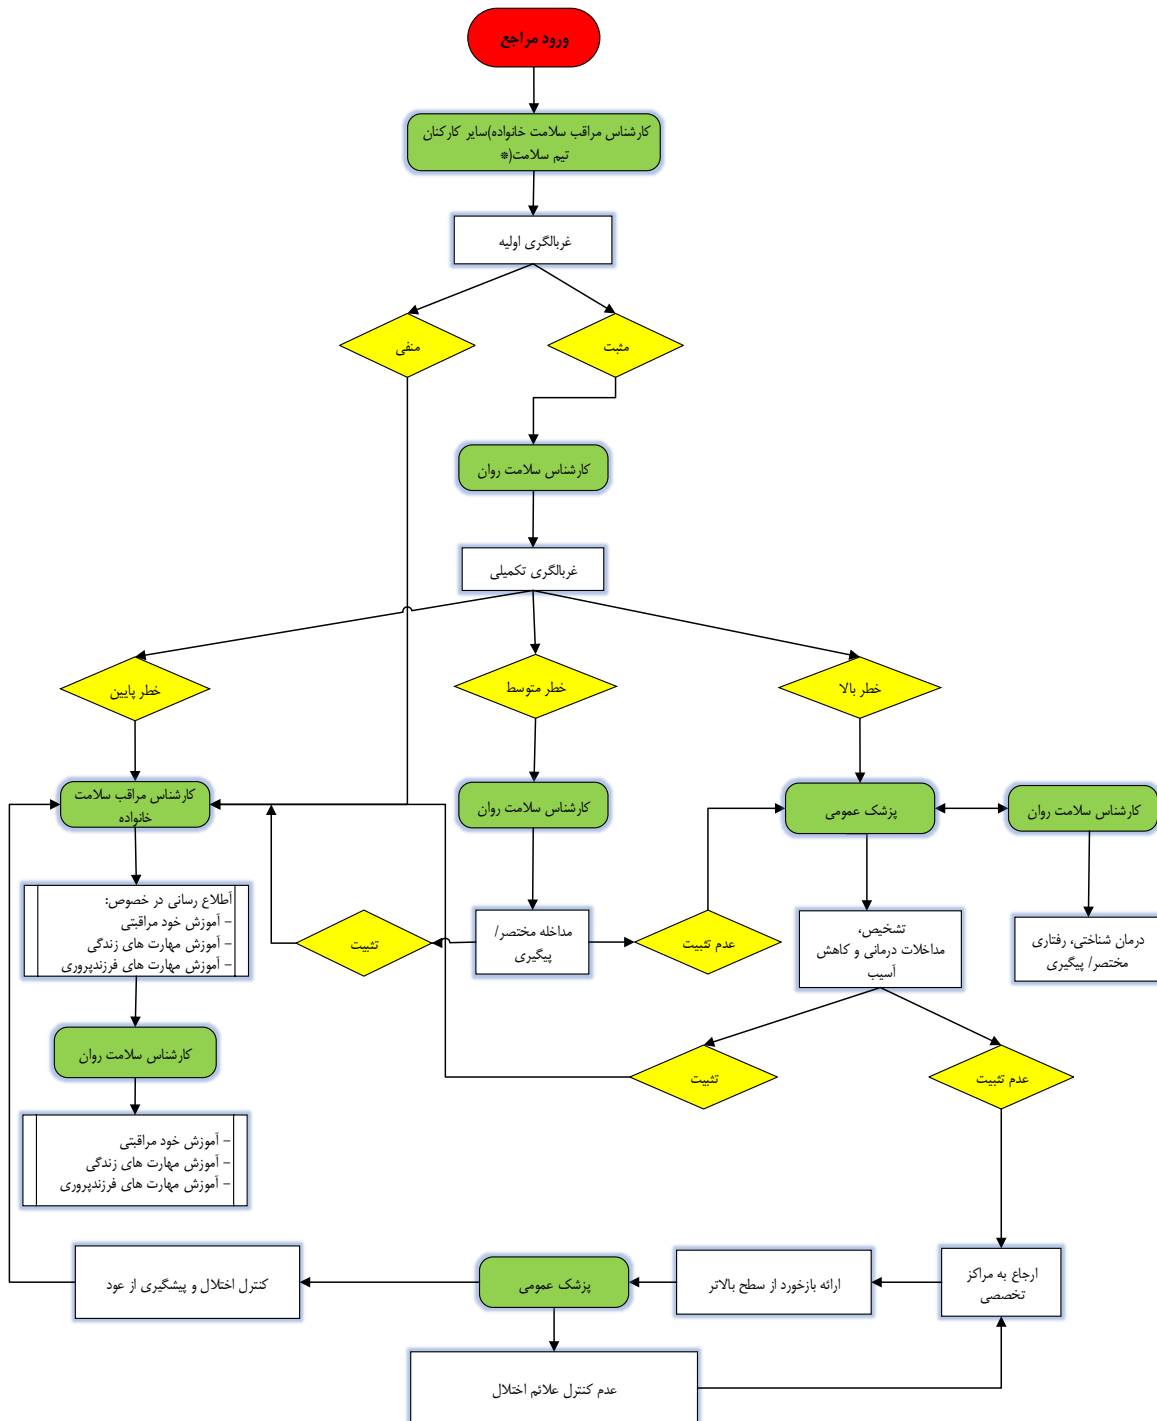 ورود مراجع
کارشناس مراقب سلامت خانواده)سایر کارکنان
تیم سلامت(*
غربالگری اولیه
مثبت
منفی
کارشناس سلامت روان
غربالگری تکمیلی
خطر بالا
خطر متوسط
خطر پایین
کارشناس سلامت روان
پزشک عمومی
کارشناس سلامت روان
کارشناس مراقب سلامت
خانواده
درمان شناختی، رفتاری
مختصر/ پیگیری
تشخیص،
مداخلات درمانی و کاهش
آسیب
عدم تثبیت
مداخله مختصر/
پیگیری
تثبیت
آطلاع رسانی در خصوص:
- آموزش خود مراقبتی
- آموزش مهارت های زندگی
- آموزش مهارت های فرزندپروری
کارشناس سلامت روان
عدم تثبیت
تثبیت
- آموزش خود مراقبتی
- آموزش مهارت های زندگی
- آموزش مهارت های فرزندپروری
ارجاع به مراکز
تخصصی
ارائه بازخورد از سطح بالاتر
پزشک عمومی
کنترل اختلال و پیشگیری از عود
عدم کنترل علائم اختلال